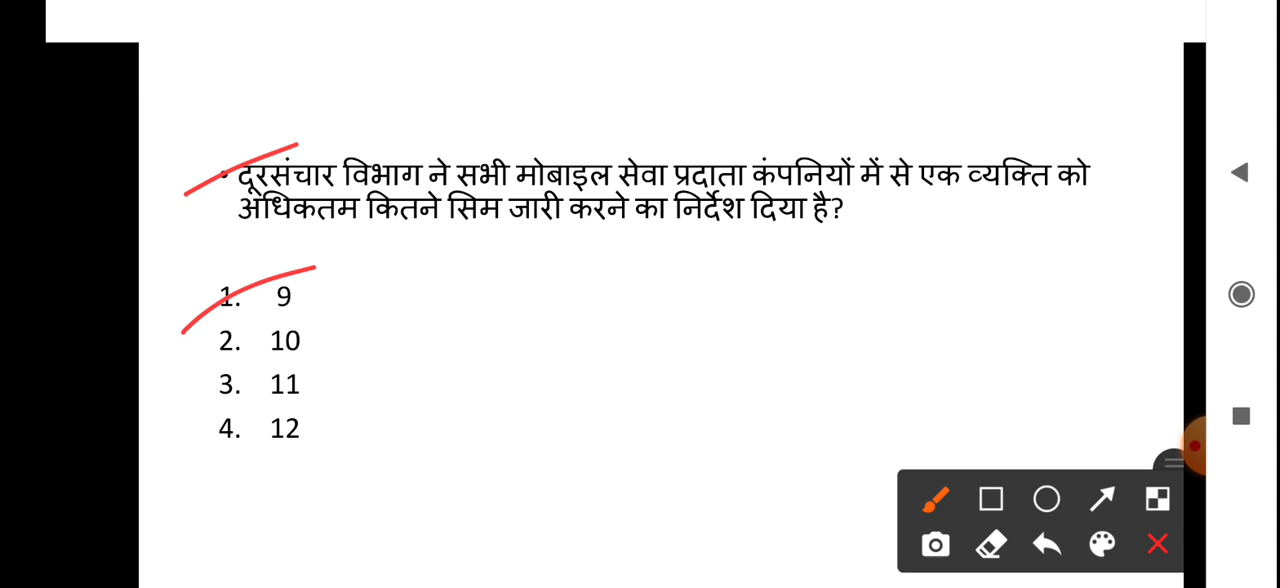 • दूरसंचार विभाग ने सभी मोबाइल सेवा प्रदाता कंपनियों में से एक व्यक्ति को
अधिकतम कितने सिम जारी करने का निर्देश दिया है?
1. 9
2. 10
3. 11
4. 12